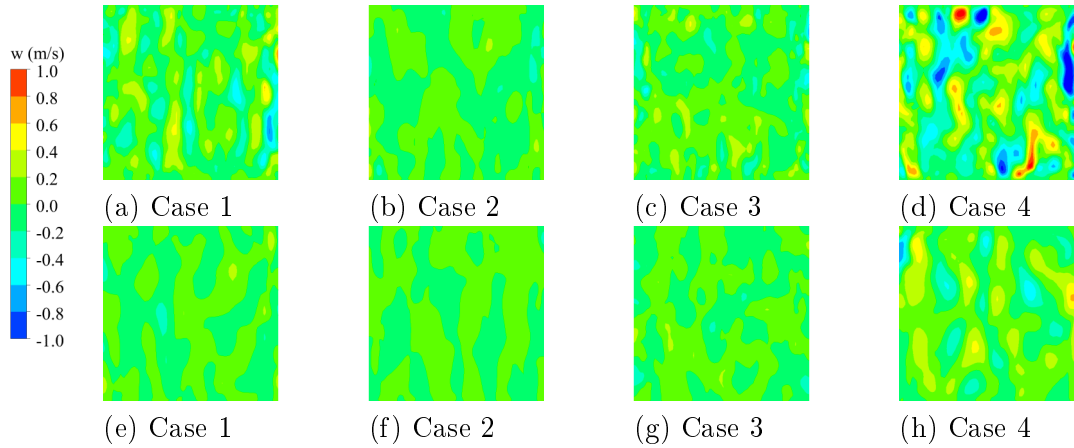 w (m/s)
1.0
0.8
0.6
0.4
0.2
0.0
-0.2
-0.4
-0.6
-0.8
-1.0
(a) Case 1
(b) Case 2
(c) Case 3
(d) Case 4
(e) Case 1
(f) Case 2
(g) Case 3
(h) Case 4